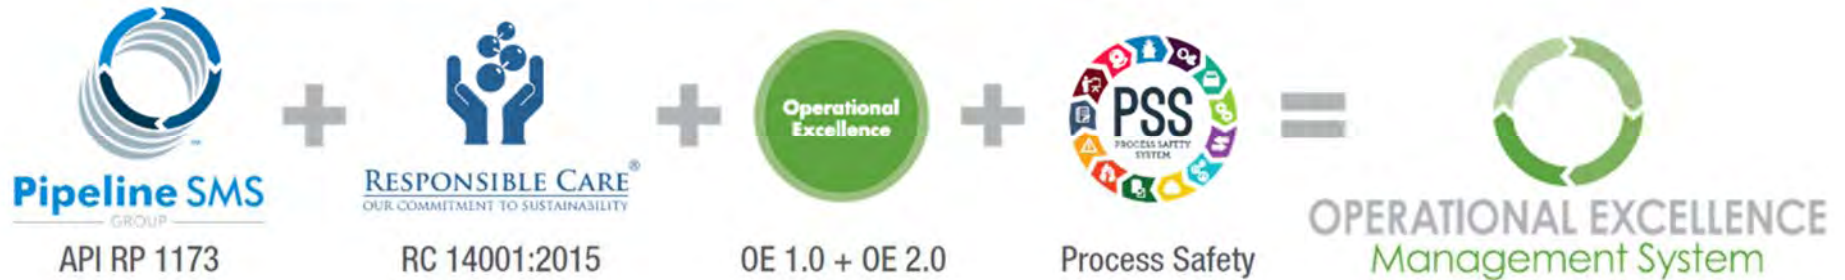 Pipeline SMS
GROUP
API RP 1173
+
RESPONSIBLE CARE®
OUR COMMITMENT TO SUSTAINABILITY
RC 14001:2015
+
Operational
Excellence
OE 1.0 + OE 2.0
+
PSS
PROCESS SAFETY
SYSTEM
Process Safety
=
OPERATIONAL EXCELLENCE
Management System